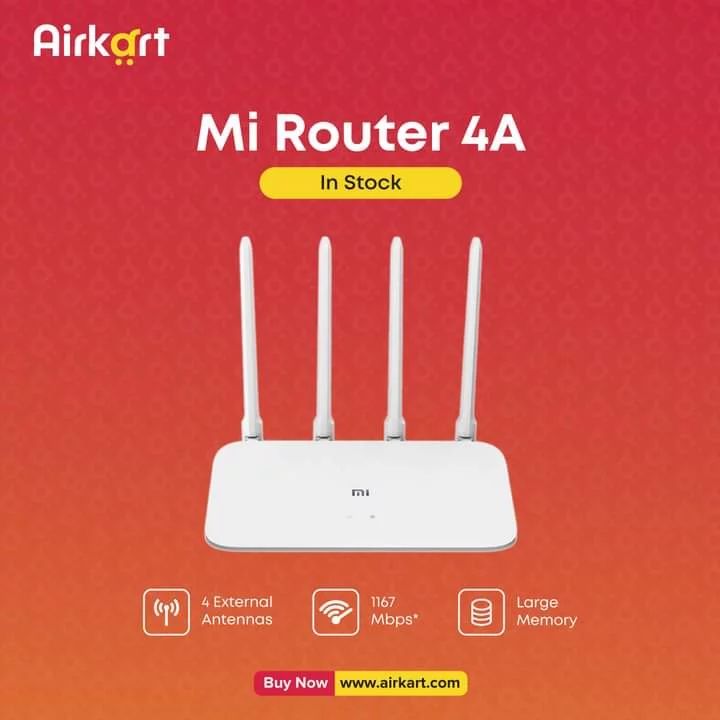 Airkart
Mi Router 4A
In Stock
mi
4 External
Antennas
1167
Mbps*
Large
Memory
Buy Now www.airkart.com